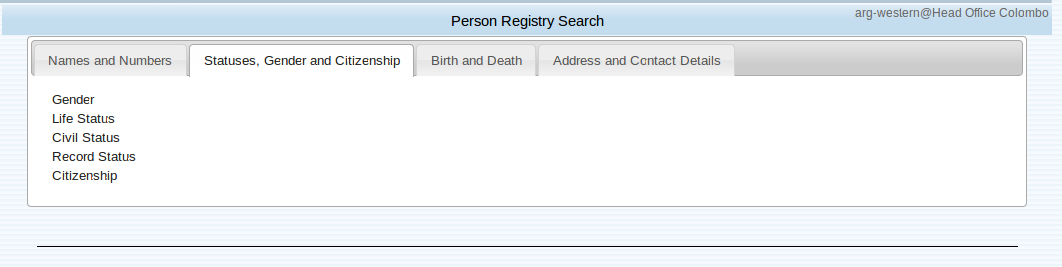 arg-western@Head Office Colombo
Person Registry Search
Names and Numbers Statuses, Gender and Citizenship Birth and Death Address and Contact Details
Gender
Life Status
Civil Status
Record Status
Citizenship